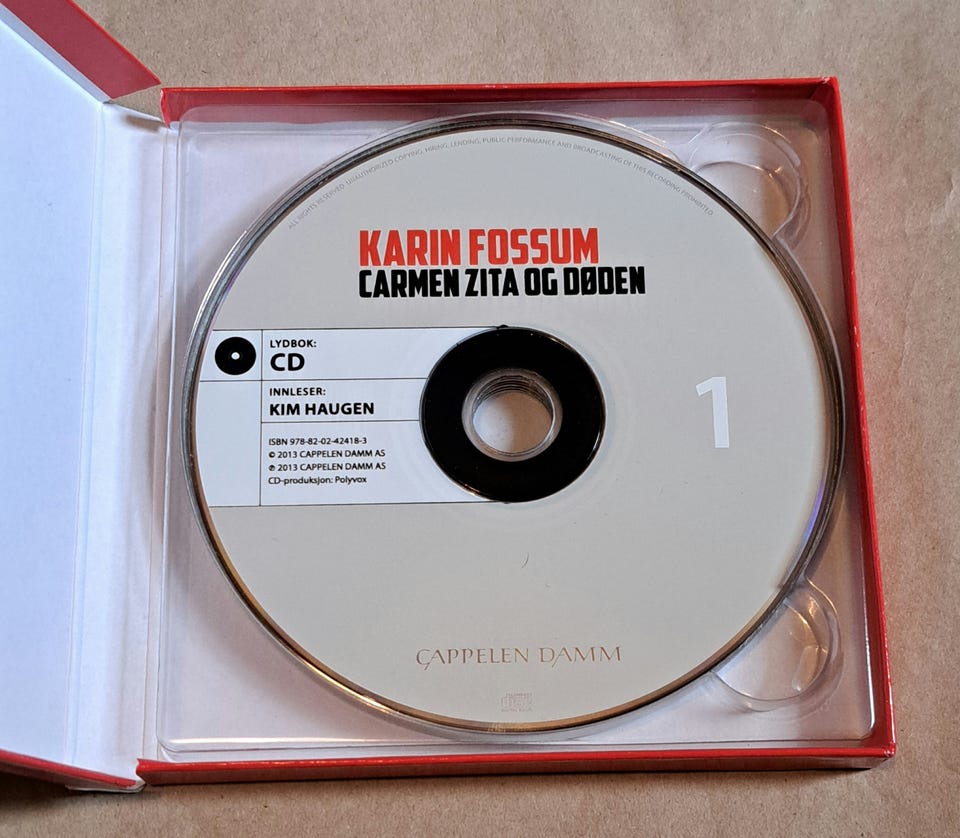 ALL RIGHTS RESERVED. UNAUTHORIZED COPYING, HIRING, LENDING, PUBLIC PERFORMANCE AND BROADCASTING OF THIS RECORDING PROHIBITED
KARIN FOSSUM
CARMEN ZITA OG DØDEN
LYDBOK:
CD
INNLESER:
KIM HAUGEN
1
ISBN 978-82-02-42418-3
© 2013 CAPPELEN DAMM AS
℗ 2013 CAPPELEN DAMM AS
CD-produksjon: Polyvox
CAPPELEN DAMM